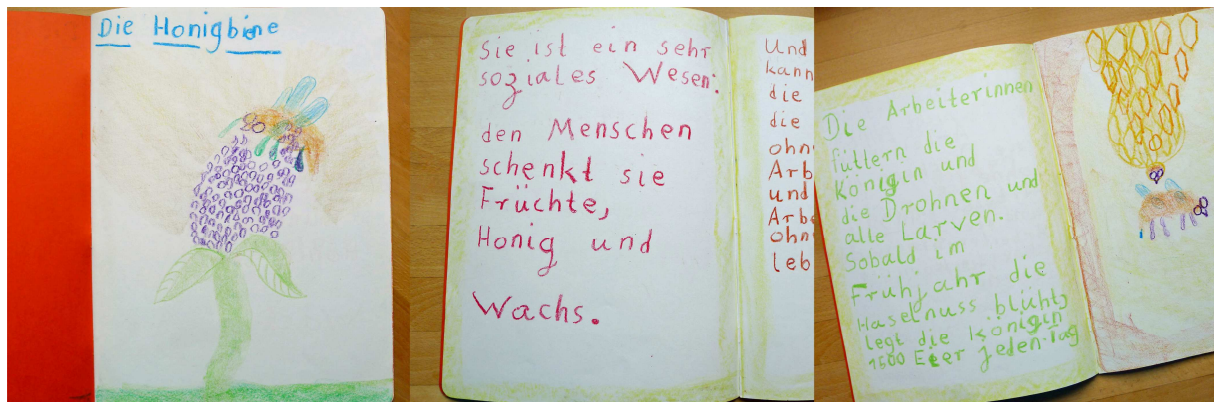 Die Honigbiene
Sie ist ein sehr
soziales Wesen:
den Menschen
schenkt sie
Früchte,
Honig und
Wachs.
Und
kann
die
die
ohn
Arb
und
Arbe
ohn
leb
Die Arbeiterinnen
füttern die
Königin und
die Drohnen und
alle Larven.
Sobald im
Frühjahr die
Haselnuss blüht,
legt die Königin
1500 Eier jeden Tag